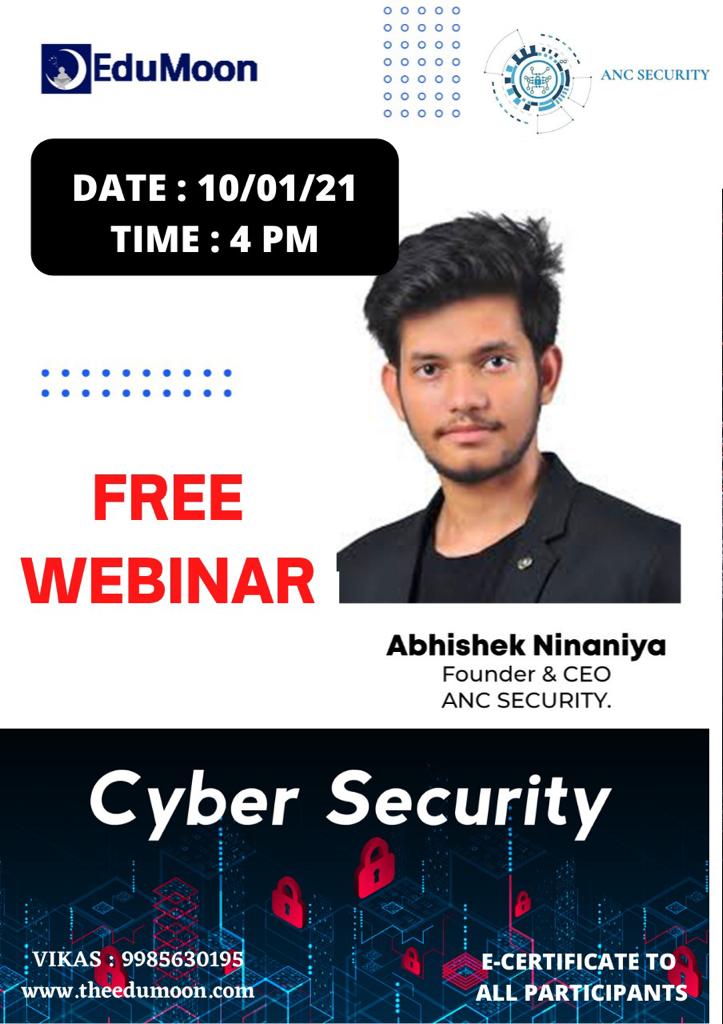 EduMoon
ANC SECURITY
DATE : 10/01/21
TIME : 4 PM
FREE
WEBINAR
Abhishek Ninaniya
Founder & CEO
ANC SECURITY.
Cyber Security
VIKAS : 9985630195
www.theedumoon.com
E-CERTIFICATE TO
ALL PARTICIPANTS